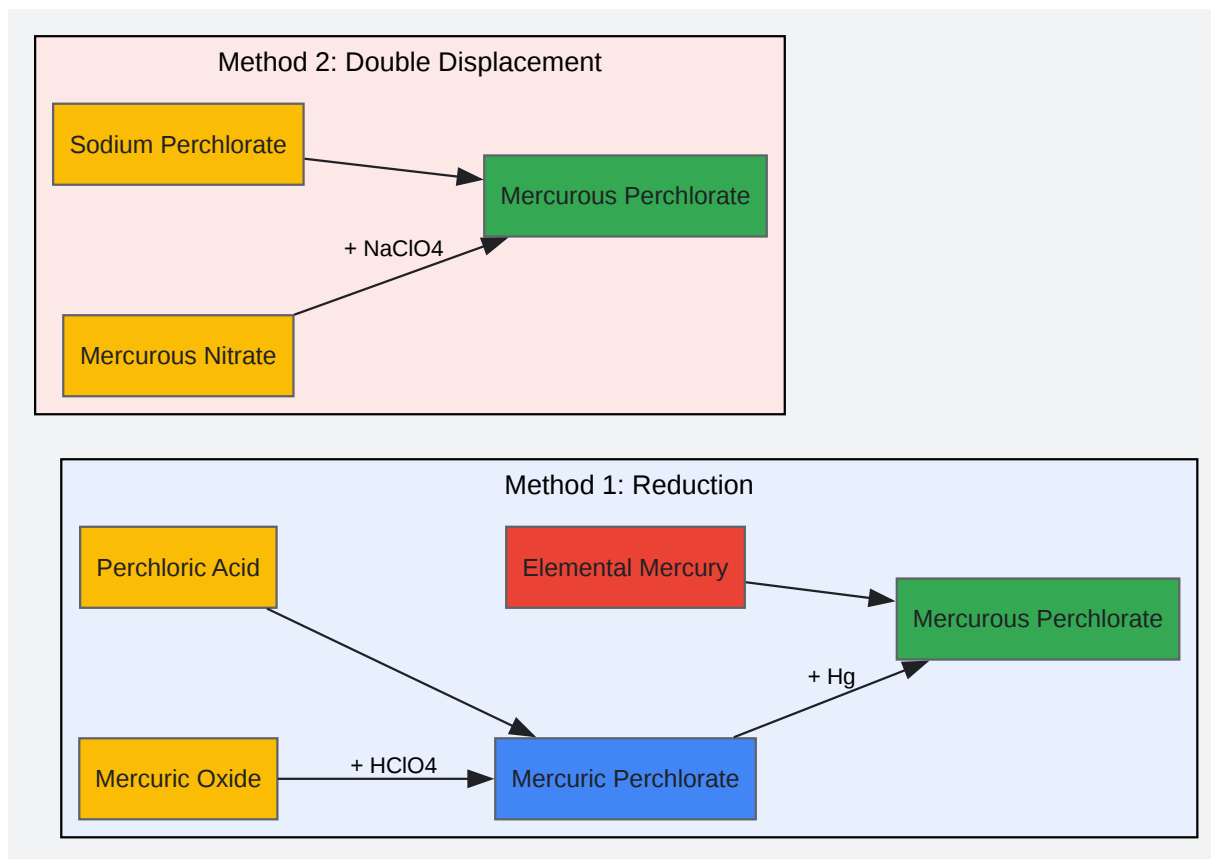 Method 2: Double Displacement
Sodium Perchlorate
Mercurous Perchlorate
+ NaClO4
Mercurous Nitrate
Method 1: Reduction
Perchloric Acid
Elemental Mercury
Mercurous Perchlorate
+ Hg
+ HClO4
Mercuric Oxide
Mercuric Perchlorate